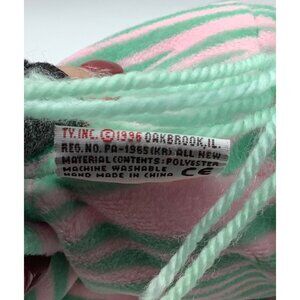 TY, INC. © 1996 OAKBROOK, IL.
REG. NO. PA-1965(KR) ALL NEW
MATERIAL CONTENTS: POLYESTER
MACHINE WASHABLE
HAND MADE IN CHINA CE